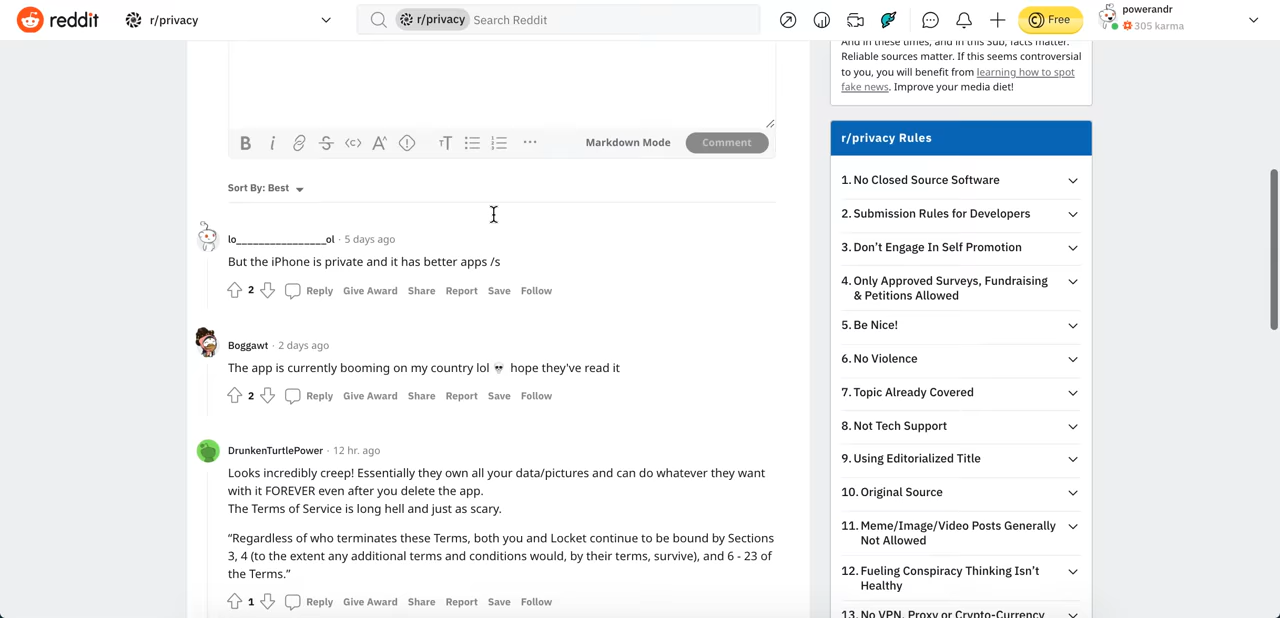 reddit
r/privacy
r/privacy Search Reddit
Free
powerandr
305 karma
And in these times, and in this Sub, facts matter.
Reliable sources matter. If this seems controversial
to you, you will benefit from learning how to spot
fake news. Improve your media diet!
B i
Markdown Mode
Comment
Sort By: Best
lo________________ol · 5 days ago
But the iPhone is private and it has better apps /s
2 Reply Give Award Share Report Save Follow
Boggawt · 2 days ago
The app is currently booming on my country lol 💀 hope they've read it
2 Reply Give Award Share Report Save Follow
DrunkenTurtlePower · 12 hr. ago
Looks incredibly creep! Essentially they own all your data/pictures and can do whatever they want
with it FOREVER even after you delete the app.
The Terms of Service is long hell and just as scary.
“Regardless of who terminates these Terms, both you and Locket continue to be bound by Sections
3, 4 (to the extent any additional terms and conditions would, by their terms, survive), and 6 - 23 of
the Terms.”
1 Reply Give Award Share Report Save Follow
r/privacy Rules
1. No Closed Source Software
2. Submission Rules for Developers
3. Don’t Engage In Self Promotion
4. Only Approved Surveys, Fundraising
& Petitions Allowed
5. Be Nice!
6. No Violence
7. Topic Already Covered
8. Not Tech Support
9. Using Editorialized Title
10. Original Source
11. Meme/Image/Video Posts Generally
Not Allowed
12. Fueling Conspiracy Thinking Isn’t
Healthy
13. No VPN, Proxy or Crypto-Currency